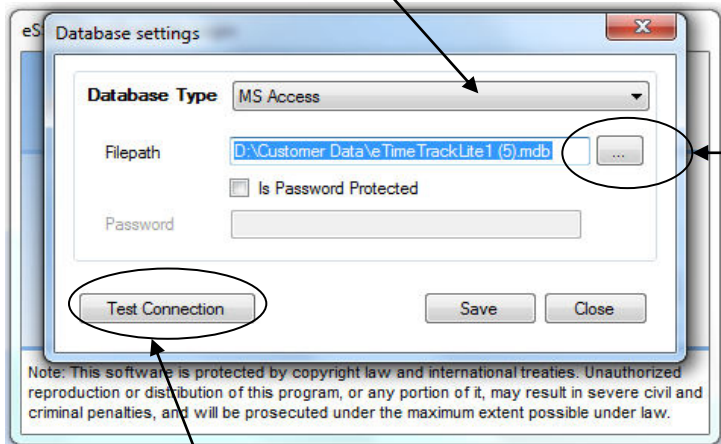 eS
Database settings
Database Type MS Access
Filepath D:\Customer Data\eTimeTrackLite1 (5).mdb ...
Is Password Protected
Password
Test Connection Save Close
Note: This software is protected by copyright law and international treaties. Unauthorized
reproduction or distribution of this program, or any portion of it, may result in severe civil and
criminal penalties, and will be prosecuted under the maximum extent possible under law.